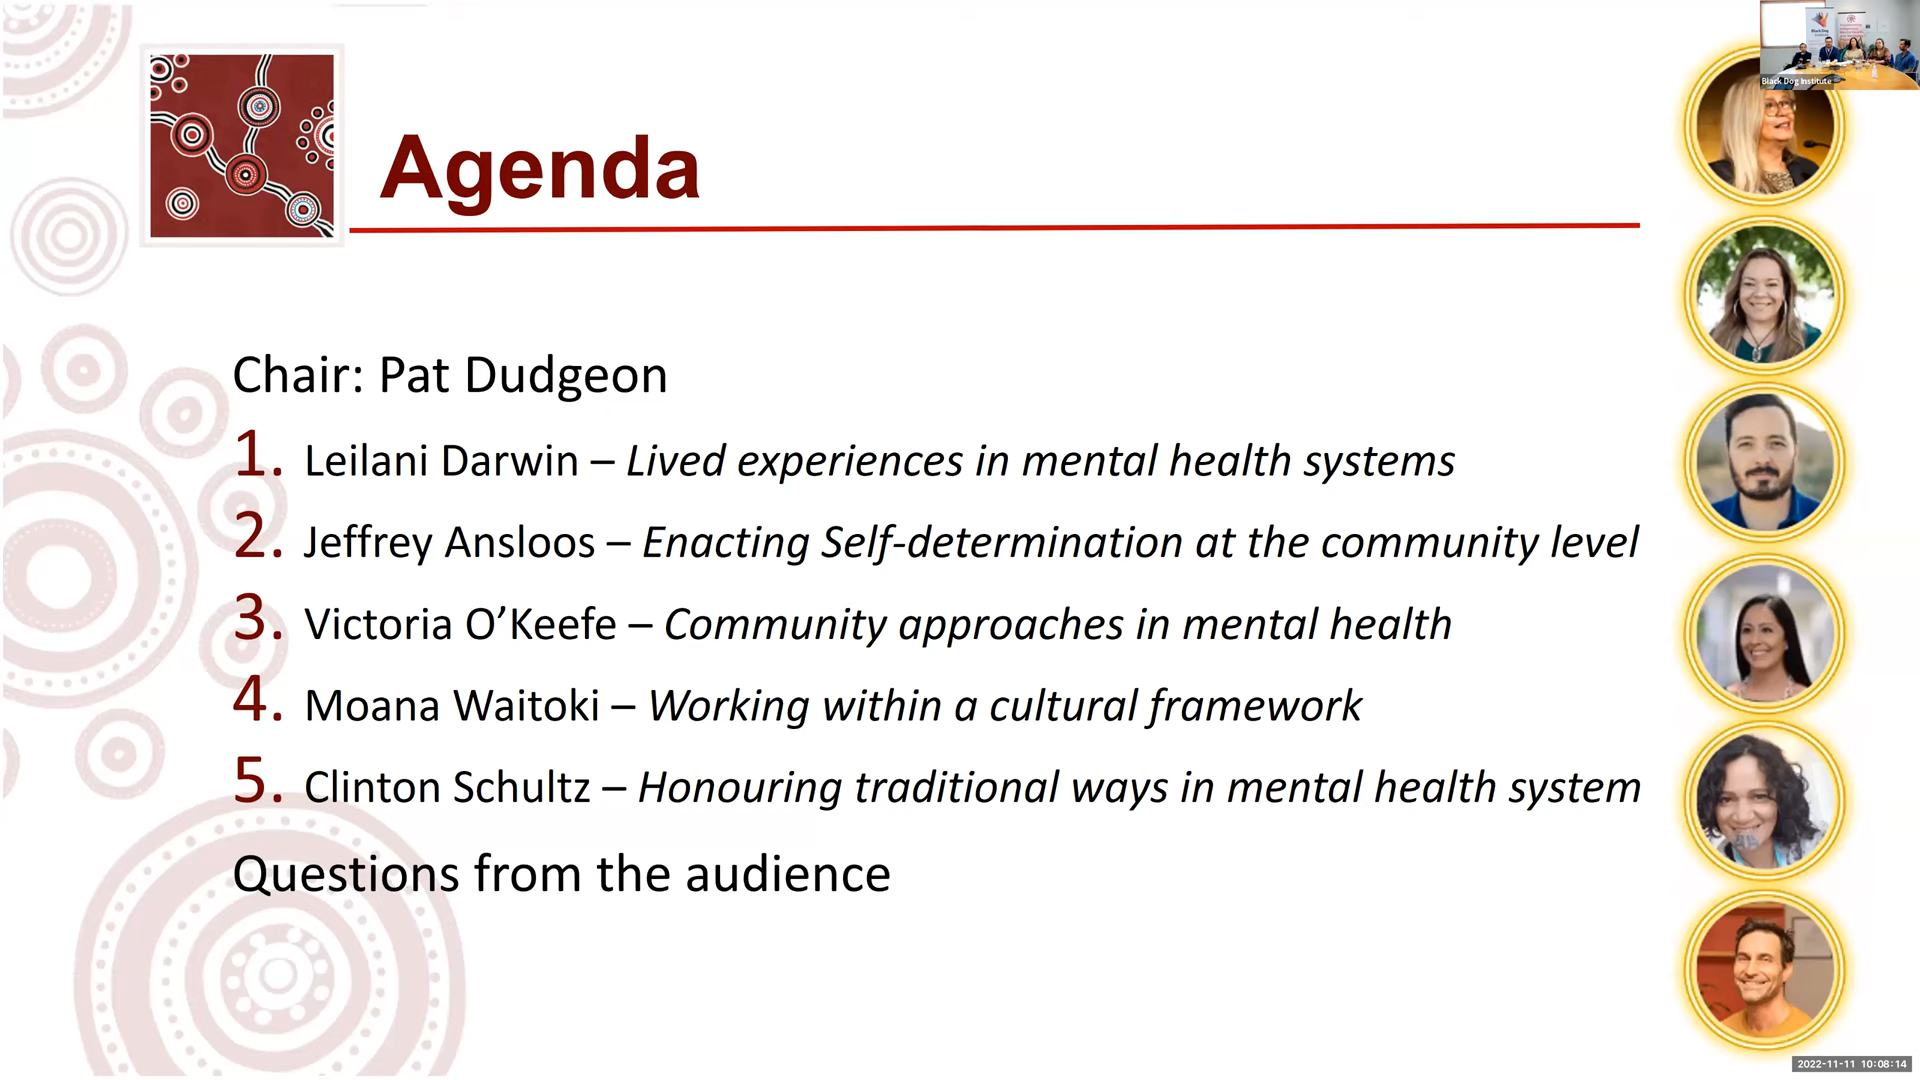 Black Dog Institute
Agenda
Chair: Pat Dudgeon
1. Leilani Darwin – Lived experiences in mental health systems
2. Jeffrey Ansloos – Enacting Self-determination at the community level
3. Victoria O’Keefe – Community approaches in mental health
4. Moana Waitoki – Working within a cultural framework
5. Clinton Schultz – Honouring traditional ways in mental health system
Questions from the audience
2022-11-11 10:08:14